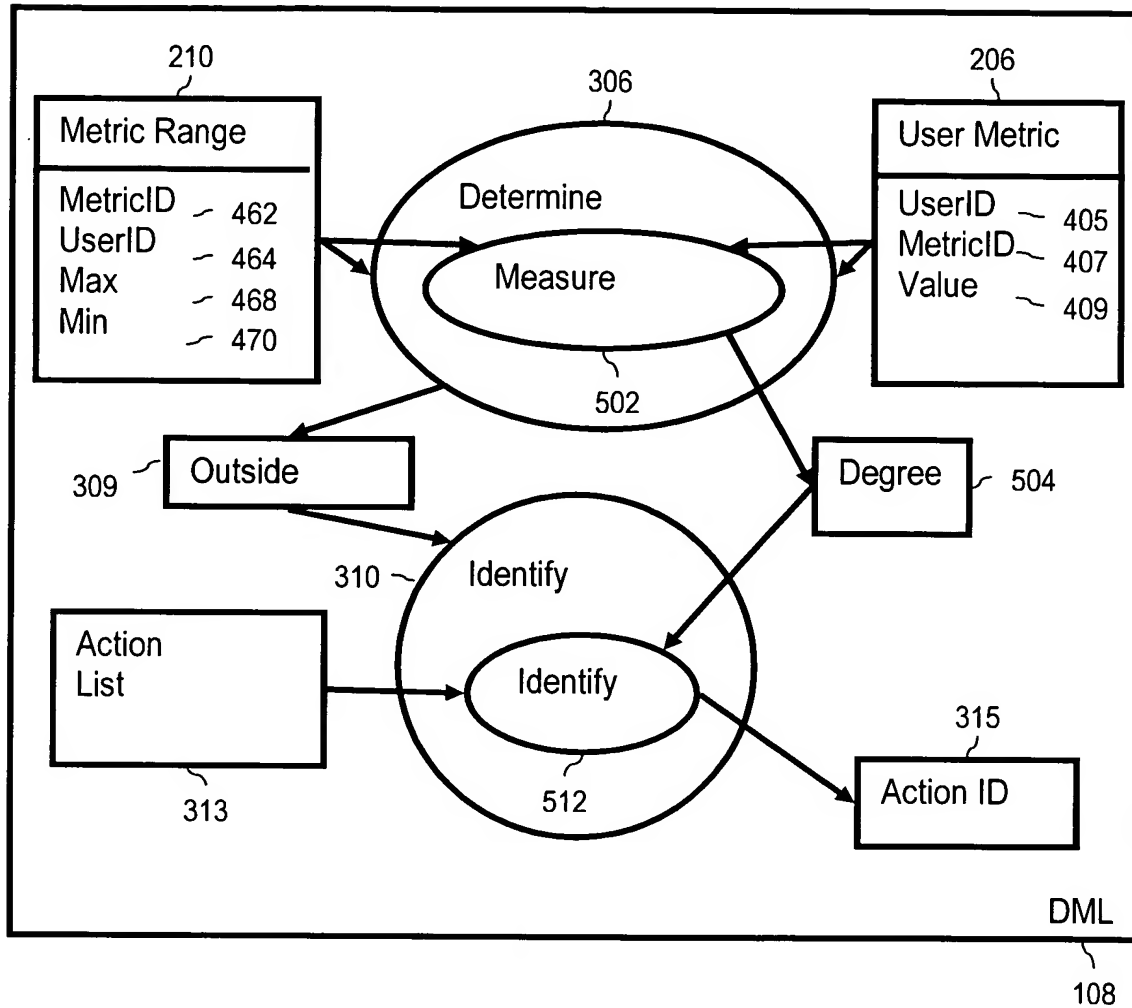 210
306
206
Metric Range
User Metric
MetricID 462
UserID 464
Max 468
Min 470
Determine
Measure
502
UserID 405
MetricID 407
Value 409
309
Outside
Degree
504
310
Identify
Identify
512
Action
List
313
315
Action ID
DML
108